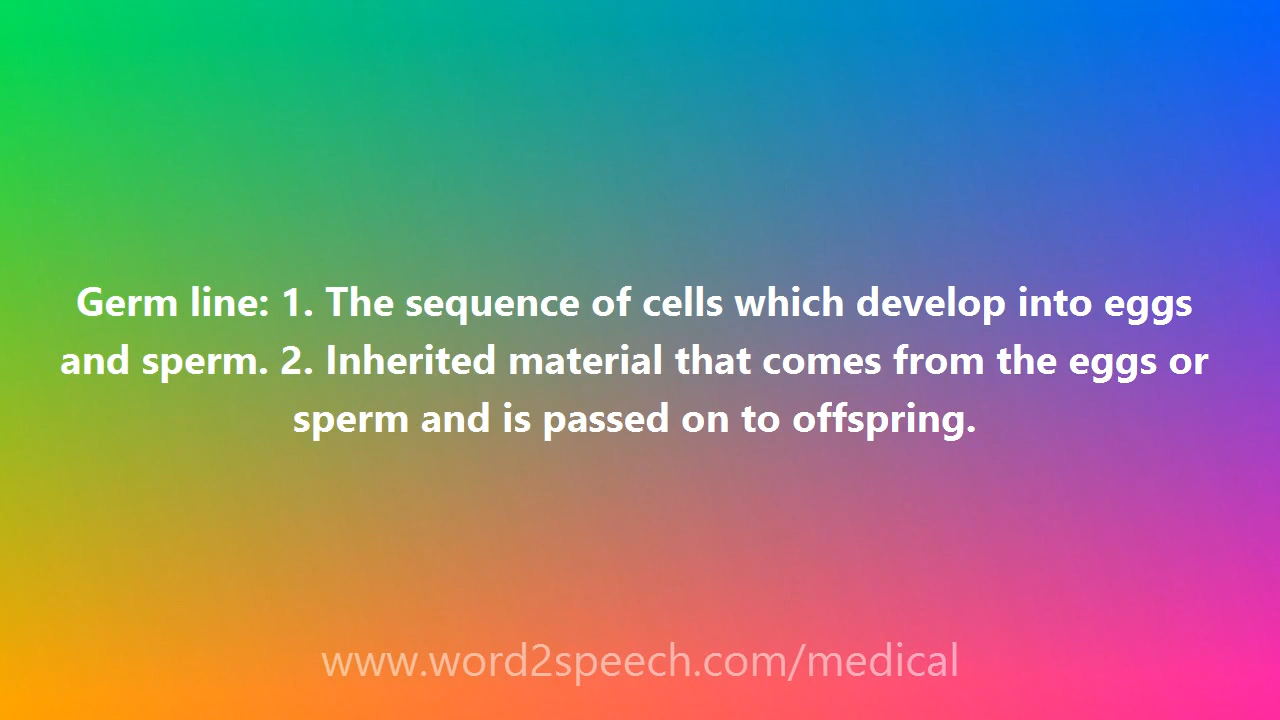 Germ line: 1. The sequence of cells which develop into eggs
and sperm. 2. Inherited material that comes from the eggs or
sperm and is passed on to offspring.
www.word2speech.com/medical